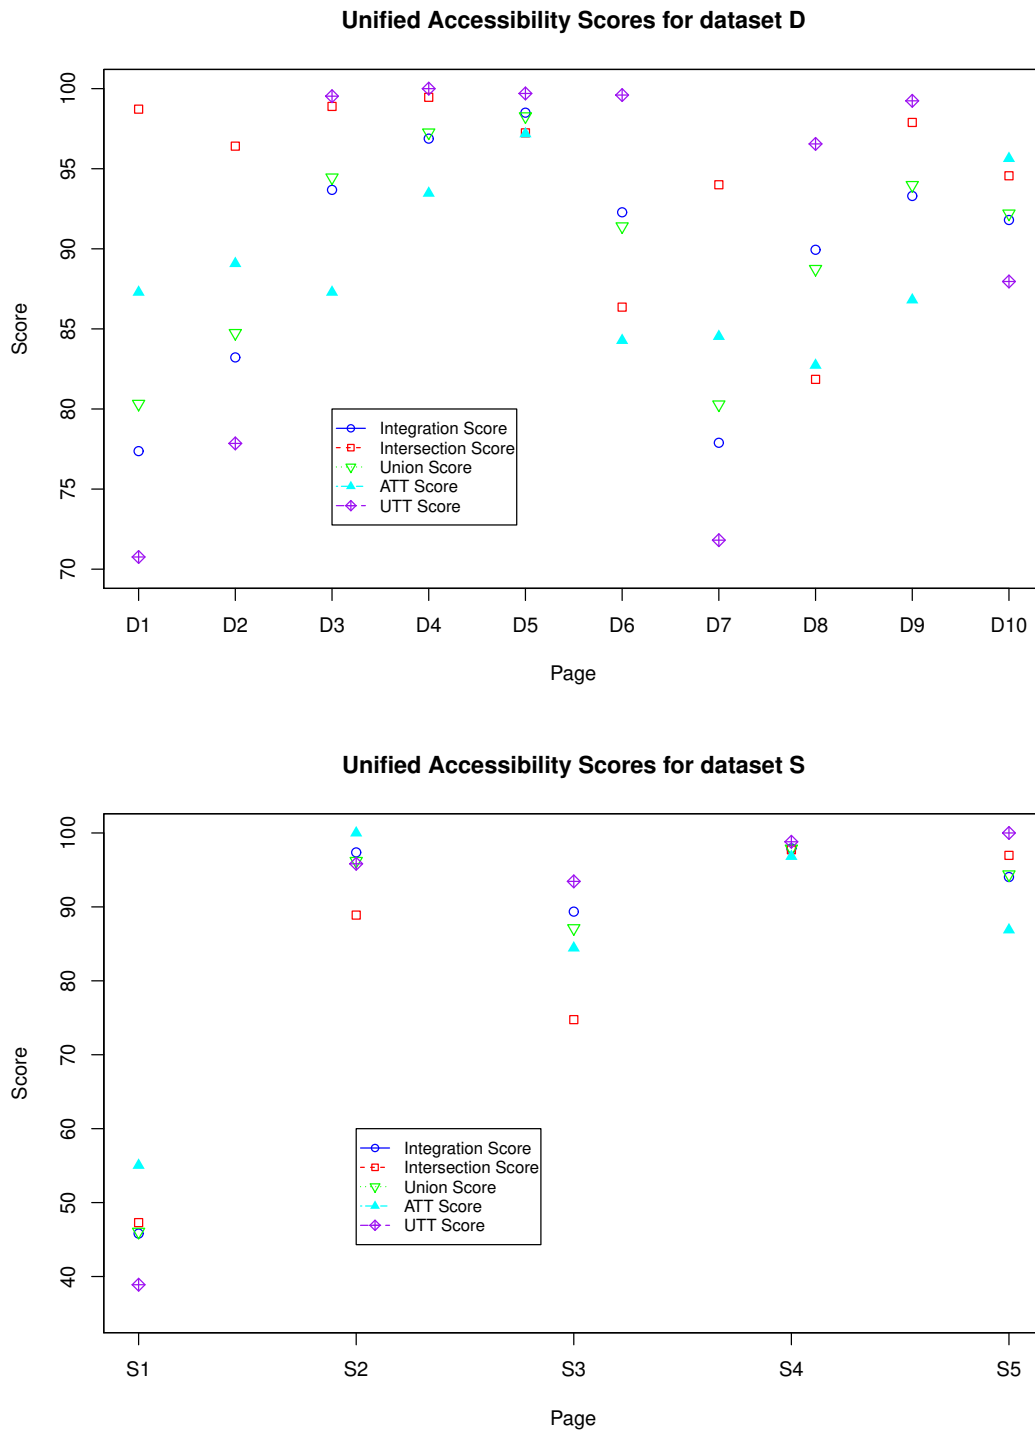 Unified Accessibility Scores for dataset D
Score
100
95
90
85
80
75
70
Integration Score
Intersection Score
Union Score
ATT Score
UTT Score
D1 D2 D3 D4 D5 D6 D7 D8 D9 D10
Page
Unified Accessibility Scores for dataset S
Score
100
90
80
70
60
50
40
Integration Score
Intersection Score
Union Score
ATT Score
UTT Score
S1 S2 S3 S4 S5
Page